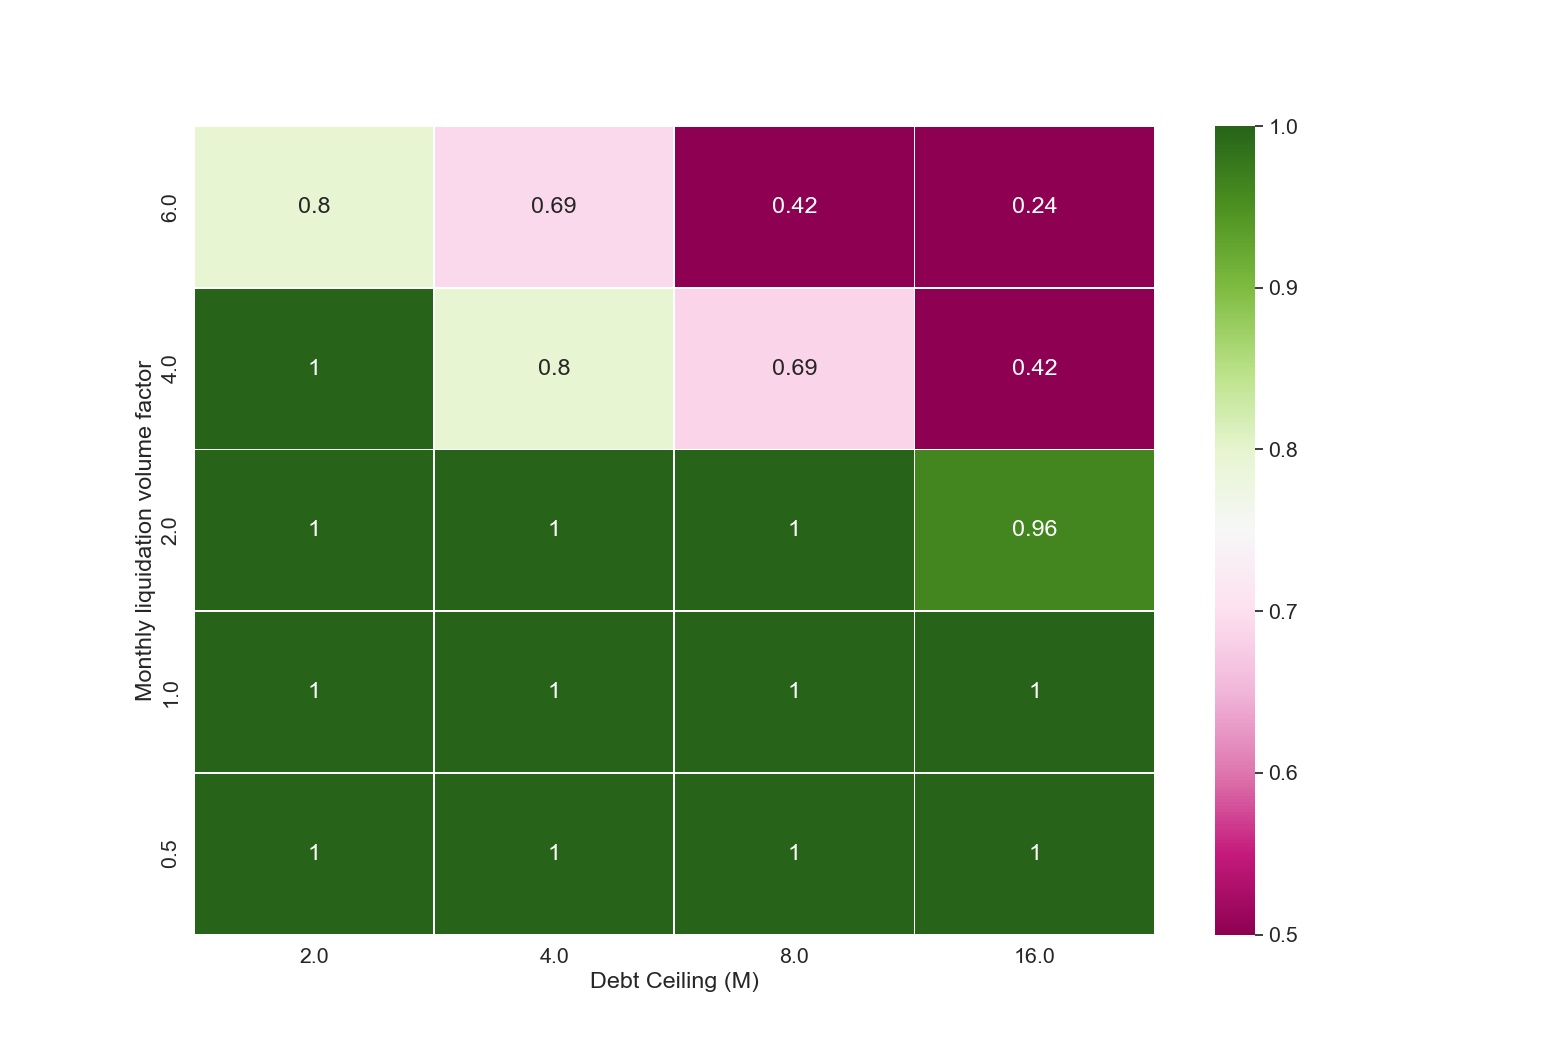 1.0
6.0 0.8 0.69 0.42 0.24
0.9
4.0 1 0.8 0.69 0.42
0.8
Monthly liquidation volume factor
2.0 1 1 1 0.96
0.7
1.0 1 1 1 1
0.6
0.5 1 1 1 1
0.5
2.0 4.0 8.0 16.0
Debt Ceiling (M)